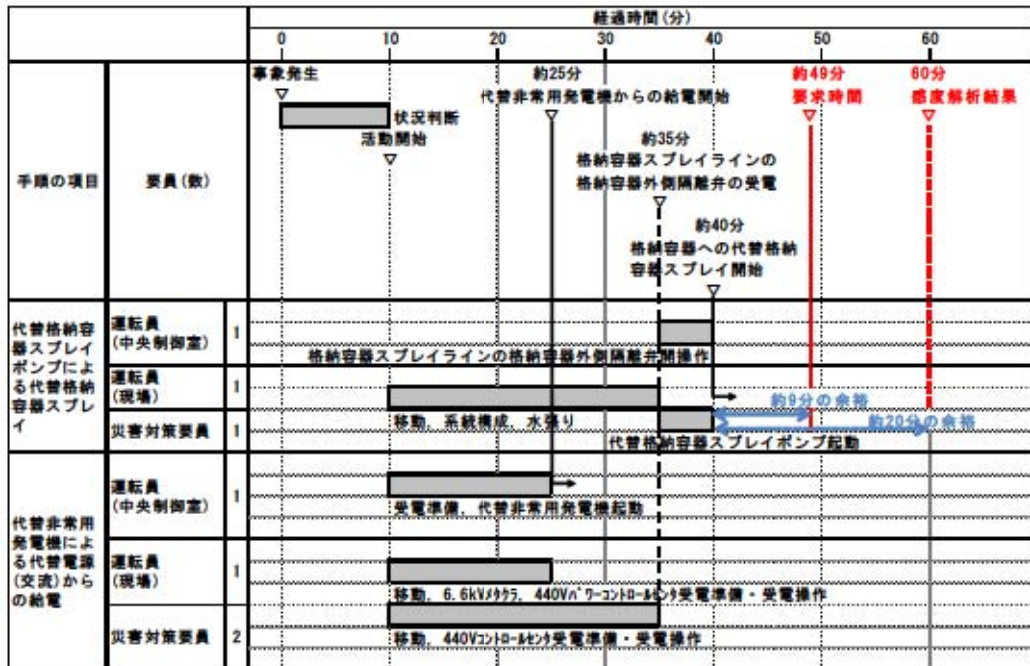 経過時間(分)
0 10 20 30 40 50 60
事象発生
約25分
代替非常用発電機からの給電開始
約49分
要求時間
60分
感度解析結果
状況判断
活動開始
約35分
格納容器スプレイラインの
格納容器外側隔離弁の受電
約40分
格納容器への代替格納
容器スプレイ開始
手順の項目
要員(数)
代替格納容
器スプレイ
ポンプによ
る代替格納
容器スプレ
イ
運転員
(中央制御室)
1
格納容器スプレイラインの格納容器外側隔離弁開操作
運転員
(現場)
1
移動, 系統構成, 水張り
約9分の余裕
災害対策要員
1
約20分の余裕
代替格納容器スプレイポンプ起動
代替非常用
発電機によ
る代替電源
(交流)から
の給電
運転員
(中央制御室)
1
受電準備, 代替非常用発電機起動
運転員
(現場)
1
移動, 6.6kVメタクラ, 440Vパワーコントロールセンタ受電準備・受電操作
災害対策要員
2
移動, 440Vコントロールセンタ受電準備・受電操作